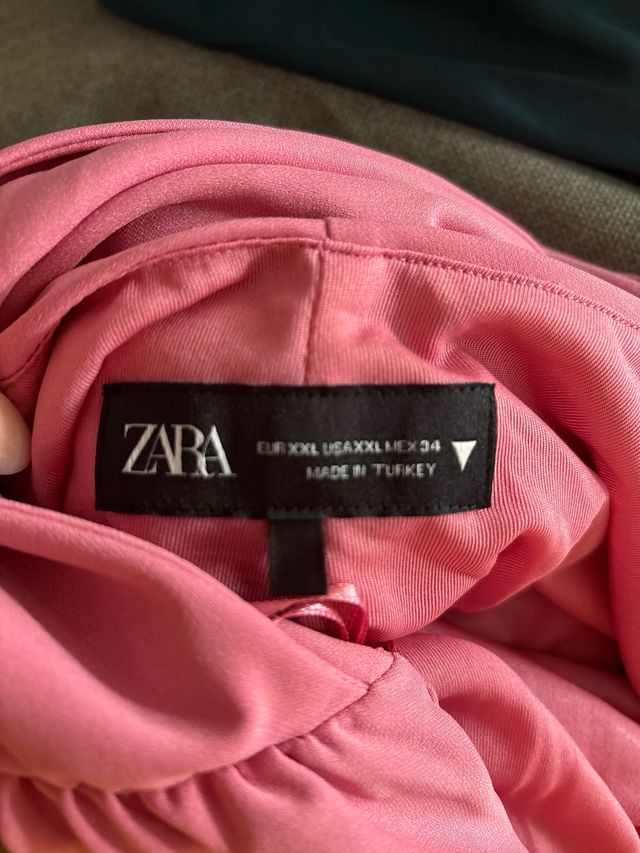 ZARA
EUR XXL USA XXL MEX 34
MADE IN TURKEY